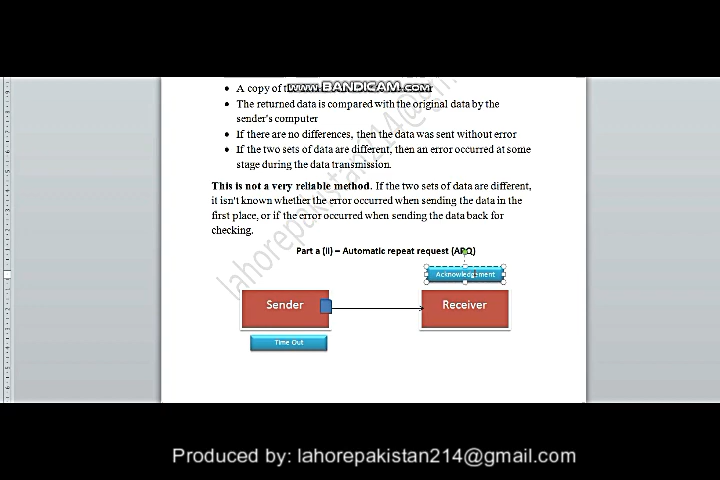 www.BANDICAM.com
A copy of
The returned data is compared with the original data by the
sender's computer
If there are no differences, then the data was sent without error
If the two sets of data are different, then an error occurred at some
stage during the data transmission.
This is not a very reliable method. If the two sets of data are different,
it isn't known whether the error occurred when sending the data in the
first place, or if the error occurred when sending the data back for
checking.
lahorepakistan214@gmail
Part a (ii) – Automatic repeat request (ARQ)
Acknowledgement
Sender
Receiver
Time Out
Produced by: lahorepakistan214@gmail.com